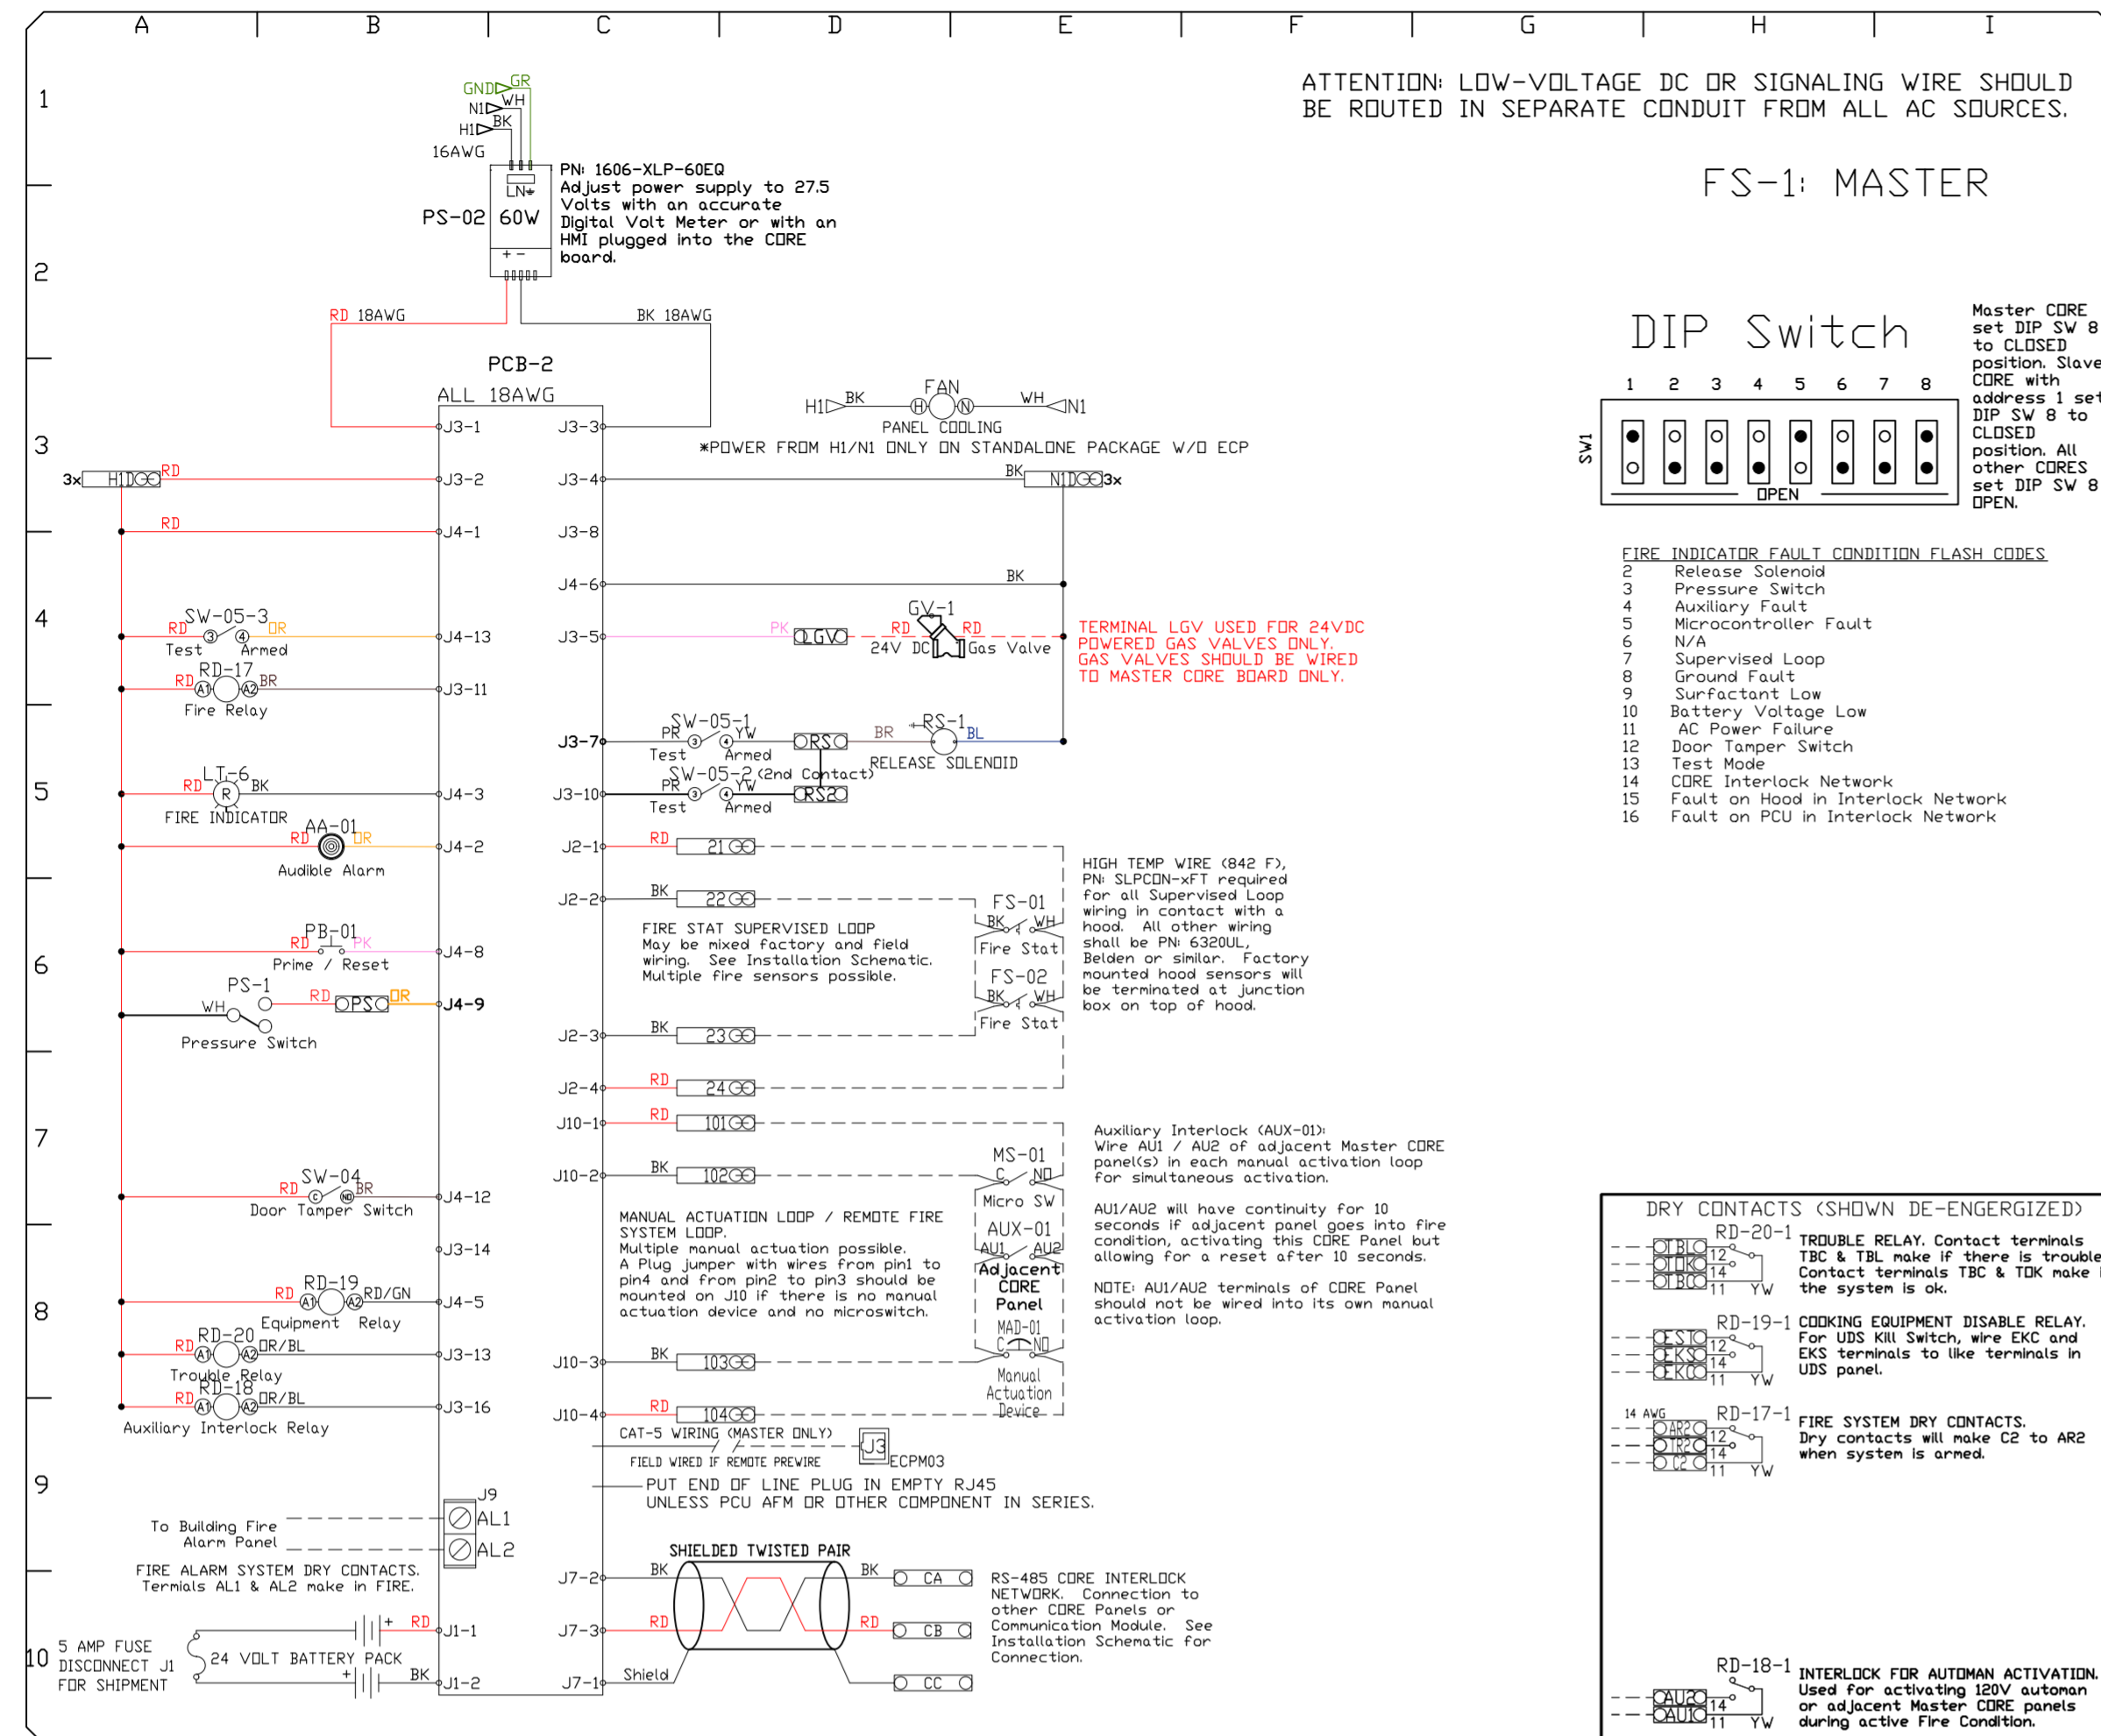 A B C D E F G H I
1
2
3
4
5
6
7
8
9
10
ATTENTION: LOW-VOLTAGE DC OR SIGNALING WIRE SHOULD
BE ROUTED IN SEPARATE CONDUIT FROM ALL AC SOURCES.
FS-1: MASTER
GND GR
N1 WH
H1 BK
16AWG
LN
PS-02 60W
+ -
PN: 1606-XLP-60EQ
Adjust power supply to 27.5
Volts with an accurate
Digital Volt Meter or with an
HMI plugged into the CORE
board.
RD 18AWG
BK 18AWG
PCB-2
ALL 18AWG
J3-1 J3-3
H1 BK FAN H N WH N1
PANEL COOLING
*POWER FROM H1/N1 ONLY ON STANDALONE PACKAGE W/O ECP
3x H1D RD J3-2
J3-4 BK N1D 3x
RD J4-1
J3-8
J4-6 BK
SW-05-3
RD 3 4 OR J4-13
Test Armed
J3-5 PK LGV RD GV-1 RD
24V DC Gas Valve
TERMINAL LGV USED FOR 24VDC
POWERED GAS VALVES ONLY.
GAS VALVES SHOULD BE WIRED
TO MASTER CORE BOARD ONLY.
RD-17
RD A1 A2 BR J3-11
Fire Relay
SW-05-1
J3-7 PR 3 4 YW RS BR RS-1 BL
Test Armed
RELEASE SOLENOID
SW-05-2 (2nd Contact)
J3-10 PR 3 4 YW RS2
Test Armed
LT-6
RD R BK J4-3
FIRE INDICATOR
AA-01
RD OR J4-2
Audible Alarm
J2-1 RD 21
J2-2 BK 22
FIRE STAT SUPERVISED LOOP
May be mixed factory and field
wiring. See Installation Schematic.
Multiple fire sensors possible.
FS-01
BK WH
Fire Stat
FS-02
BK WH
Fire Stat
HIGH TEMP WIRE (842 F),
PN: SLPCON-xFT required
for all Supervised Loop
wiring in contact with a
hood. All other wiring
shall be PN: 6320UL,
Belden or similar. Factory
mounted hood sensors will
be terminated at junction
box on top of hood.
PB-01
RD PK J4-8
Prime / Reset
PS-1
WH RD PS OR J4-9
Pressure Switch
J2-3 BK 23
J2-4 RD 24
J10-1 RD 101
J10-2 BK 102
MS-01
C NO
Micro SW
Auxiliary Interlock (AUX-01):
Wire AU1 / AU2 of adjacent Master CORE
panel(s) in each manual activation loop
for simultaneous activation.
AU1/AU2 will have continuity for 10
seconds if adjacent panel goes into fire
condition, activating this CORE Panel but
allowing for a reset after 10 seconds.
NOTE: AU1/AU2 terminals of CORE Panel
should not be wired into its own manual
activation loop.
SW-04
RD C NO BR J4-12
Door Tamper Switch
MANUAL ACTUATION LOOP / REMOTE FIRE
SYSTEM LOOP.
Multiple manual actuation possible.
A Plug jumper with wires from pin1 to
pin4 and from pin2 to pin3 should be
mounted on J10 if there is no manual
actuation device and no microswitch.
AUX-01
AU1 AU2
Adjacent
CORE
Panel
MAD-01
C NO
Manual
Actuation
Device
J3-14
RD-19
RD A1 A2 RD/GN J4-5
Equipment Relay
RD-20
RD A1 A2 OR/BL J3-13
Trouble Relay
RD-18
RD A1 A2 OR/BL J3-16
Auxiliary Interlock Relay
J10-3 BK 103
J10-4 RD 104
CAT-5 WIRING (MASTER ONLY)
FIELD WIRED IF REMOTE PREWIRE
J3
ECPM03
PUT END OF LINE PLUG IN EMPTY RJ45
UNLESS PCU AFM OR OTHER COMPONENT IN SERIES.
J9
AL1
AL2
To Building Fire
Alarm Panel
FIRE ALARM SYSTEM DRY CONTACTS.
Termials AL1 & AL2 make in FIRE.
SHIELDED TWISTED PAIR
J7-2 BK BK CA
J7-3 RD RD CB
J7-1 Shield CC
RS-485 CORE INTERLOCK
NETWORK. Connection to
other CORE Panels or
Communication Module. See
Installation Schematic for
Connection.
+ RD J1-1
+ BK J1-2
24 VOLT BATTERY PACK
5 AMP FUSE
DISCONNECT J1
FOR SHIPMENT
DIP Switch
1 2 3 4 5 6 7 8
SW1
OPEN
Master CORE
set DIP SW 8
to CLOSED
position. Slave
CORE with
address 1 set
DIP SW 8 to
CLOSED
position. All
other CORES
set DIP SW 8
OPEN.
FIRE INDICATOR FAULT CONDITION FLASH CODES
2 Release Solenoid
3 Pressure Switch
4 Auxiliary Fault
5 Microcontroller Fault
6 N/A
7 Supervised Loop
8 Ground Fault
9 Surfactant Low
10 Battery Voltage Low
11 AC Power Failure
12 Door Tamper Switch
13 Test Mode
14 CORE Interlock Network
15 Fault on Hood in Interlock Network
16 Fault on PCU in Interlock Network
DRY CONTACTS (SHOWN DE-ENGERGIZED)
RD-20-1
TBL 12
TOK 14
TBC 11 YW
TROUBLE RELAY. Contact terminals
TBC & TBL make if there is trouble
Contact terminals TBC & TOK make
the system is ok.
RD-19-1
EST 12
EKS 14
EKC 11 YW
COOKING EQUIPMENT DISABLE RELAY.
For UDS Kill Switch, wire EKC and
EKS terminals to like terminals in
UDS panel.
14 AWG RD-17-1
AR2 12
TR2 14
C2 11 YW
FIRE SYSTEM DRY CONTACTS.
Dry contacts will make C2 to AR2
when system is armed.
RD-18-1
AU2 14
AU1 11 YW
INTERLOCK FOR AUTOMAN ACTIVATION.
Used for activating 120V automan
or adjacent Master CORE panels
during active Fire Condition.